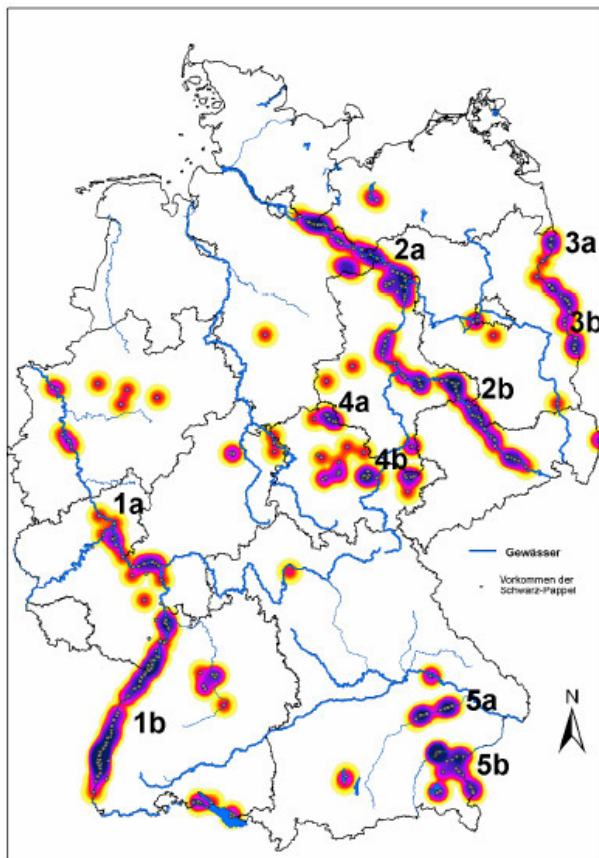 2a
3a
3b
2b
4a
4b
1a
Gewässer
Vorkommen der
Schwarz-Pappel
N
5a
1b
5b